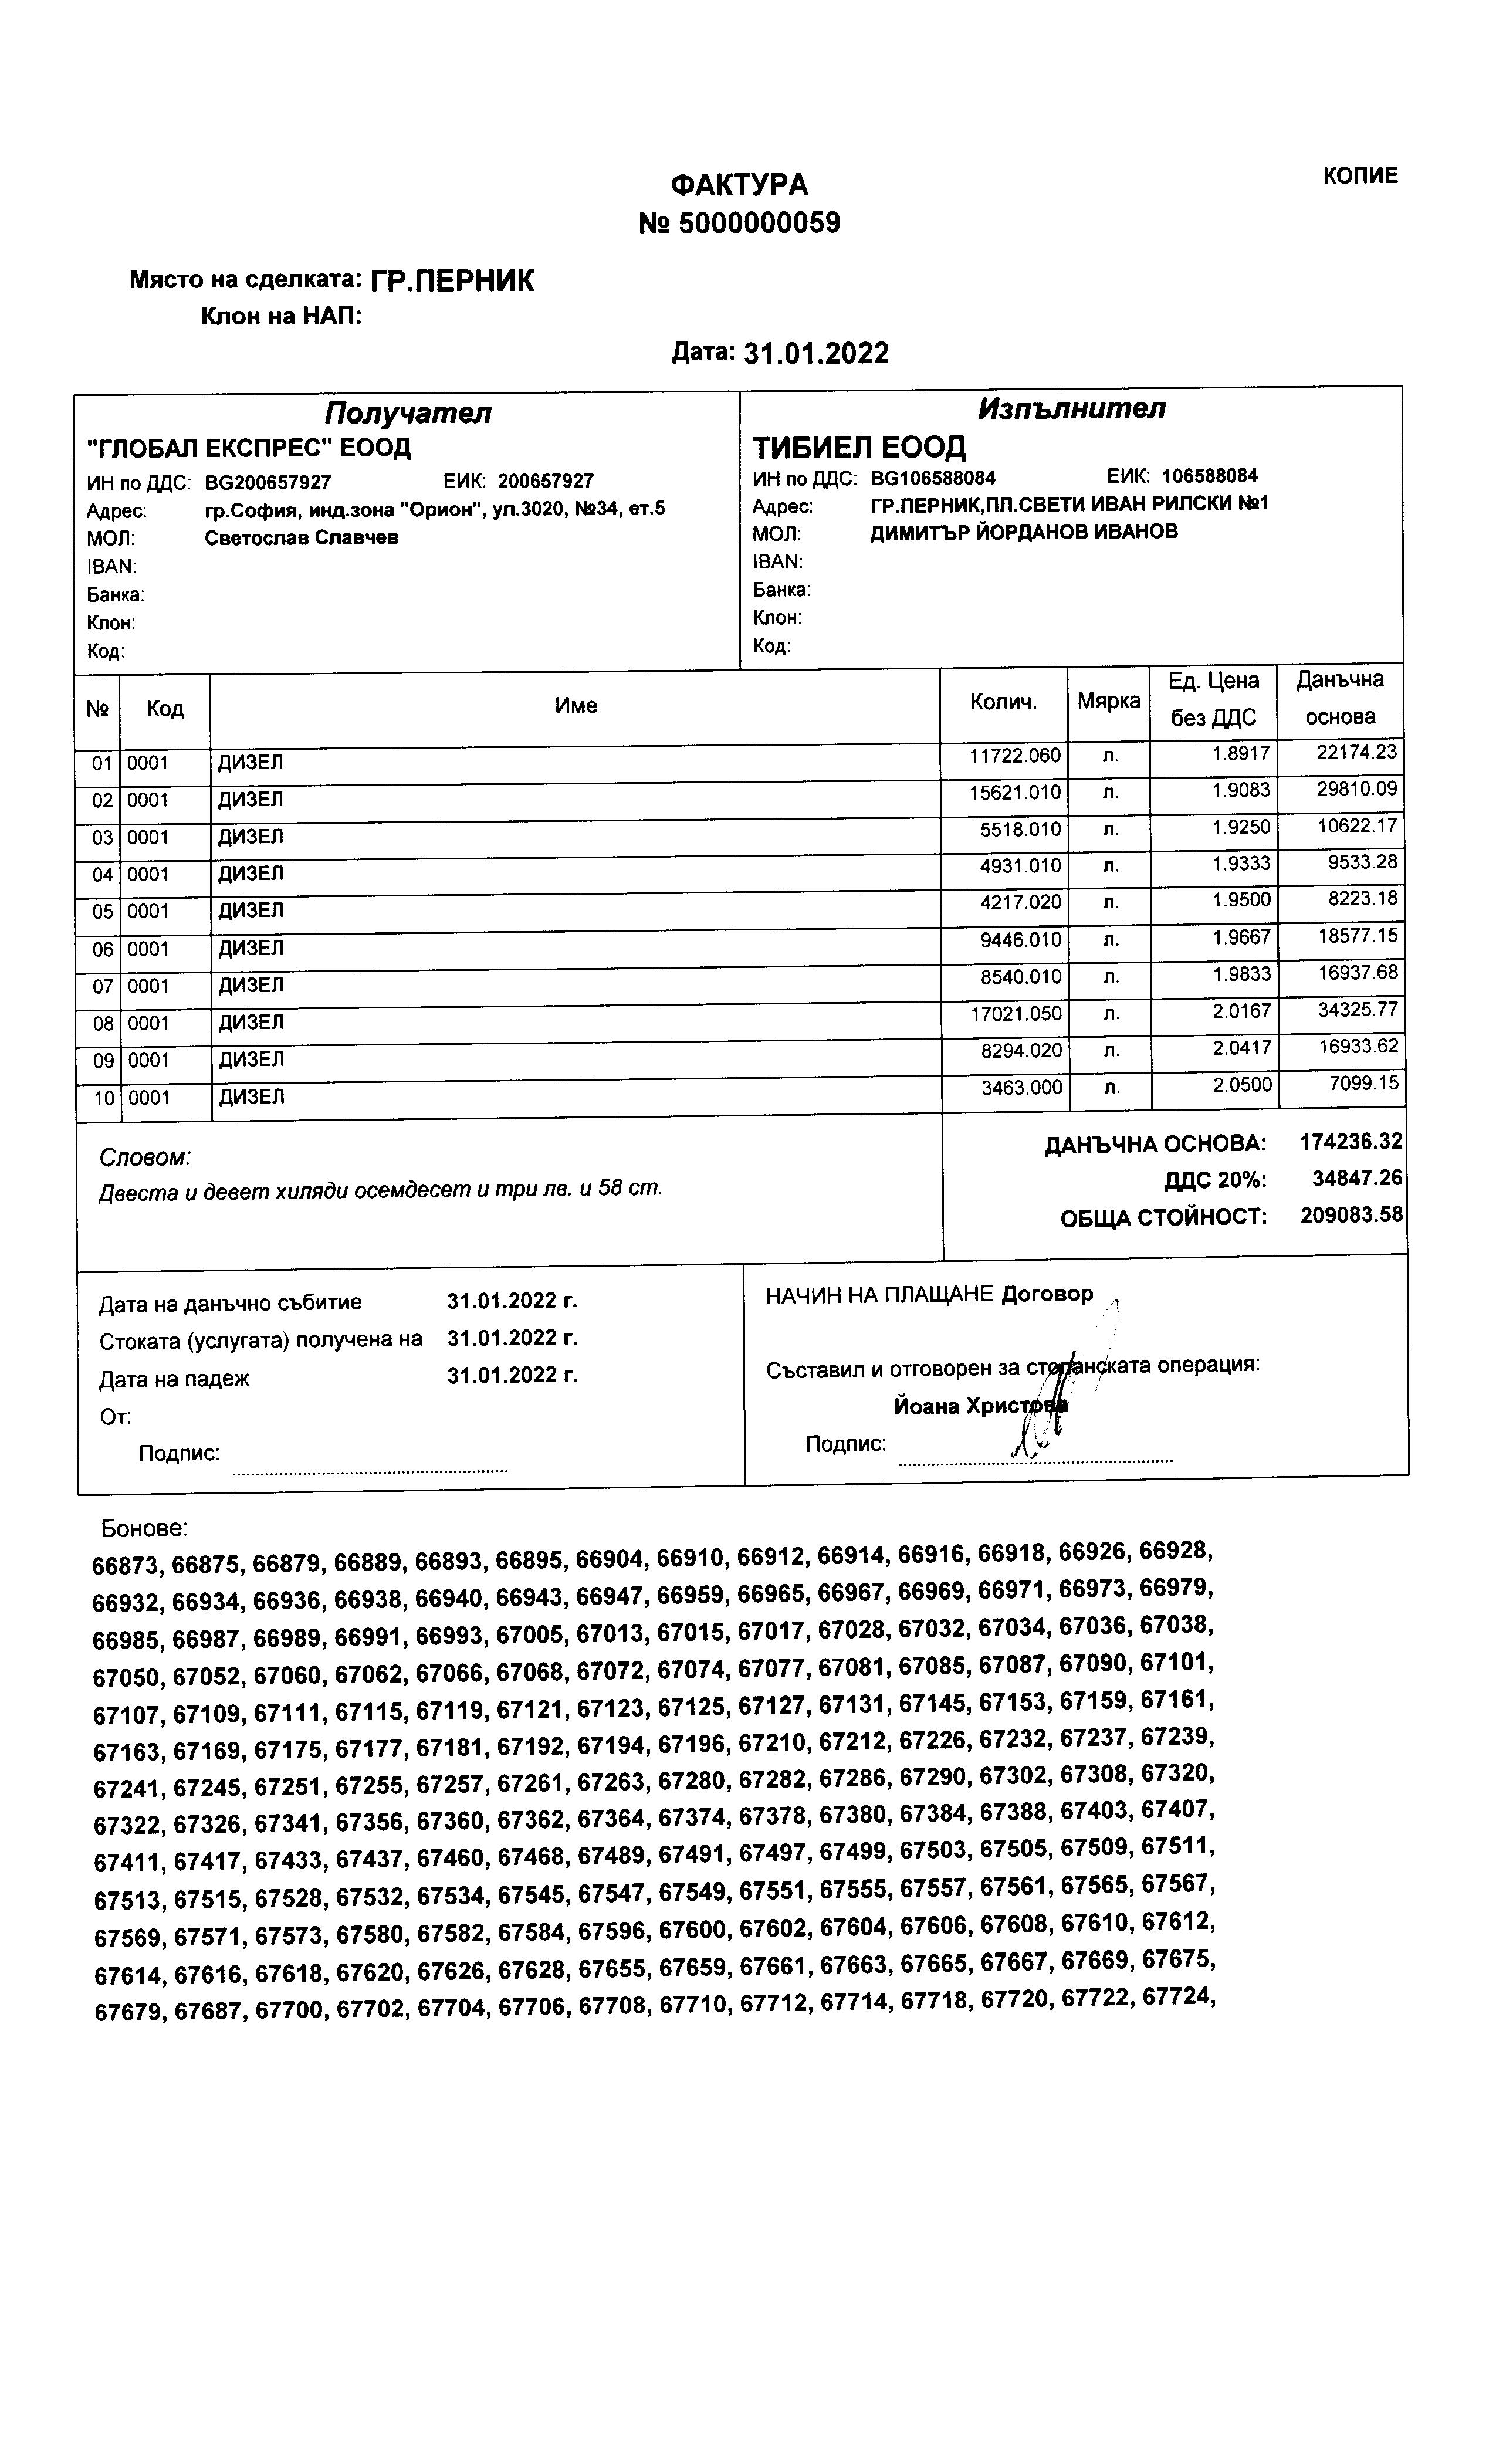 КОПИЕ
ФАКТУРА
№ 5000000059
Място на сделката: ГР.ПЕРНИК
Клон на НАП:
Дата: 31.01.2022
Получател
"ГЛОБАЛ ЕКСПРЕС" ЕООД
ИН по ДДС: BG200657927 ЕИК: 200657927
Адрес: гр.София, инд.зона "Орион", ул.3020, №34, ет.5
МОЛ: Светослав Славчев
IBAN:
Банка:
Клон:
Код:
Изпълнител
ТИБИЕЛ ЕООД
ИН по ДДС: BG106588084 ЕИК: 106588084
Адрес: ГР.ПЕРНИК,ПЛ.СВЕТИ ИВАН РИЛСКИ №1
МОЛ: ДИМИТЪР ЙОРДАНОВ ИВАНОВ
IBAN:
Банка:
Клон:
Код:
№ Код Име Колич. Мярка Ед. Цена без ДДС Данъчна основа
01 0001 ДИЗЕЛ 11722.060 л. 1.8917 22174.23
02 0001 ДИЗЕЛ 15621.010 л. 1.9083 29810.09
03 0001 ДИЗЕЛ 5518.010 л. 1.9250 10622.17
04 0001 ДИЗЕЛ 4931.010 л. 1.9333 9533.28
05 0001 ДИЗЕЛ 4217.020 л. 1.9500 8223.18
06 0001 ДИЗЕЛ 9446.010 л. 1.9667 18577.15
07 0001 ДИЗЕЛ 8540.010 л. 1.9833 16937.68
08 0001 ДИЗЕЛ 17021.050 л. 2.0167 34325.77
09 0001 ДИЗЕЛ 8294.020 л. 2.0417 16933.62
10 0001 ДИЗЕЛ 3463.000 л. 2.0500 7099.15
Словом:
Двеста и девет хиляди осемдесет и три лв. и 58 ст.
ДАНЪЧНА ОСНОВА: 174236.32
ДДС 20%: 34847.26
ОБЩА СТОЙНОСТ: 209083.58
Дата на данъчно събитие 31.01.2022 г.
Стоката (услугата) получена на 31.01.2022 г.
Дата на падеж 31.01.2022 г.
От:
Подпис:
НАЧИН НА ПЛАЩАНЕ Договор
Съставил и отговорен за стопанската операция:
Йоана Христова
Подпис:
Бонове:
66873, 66875, 66879, 66889, 66893, 66895, 66904, 66910, 66912, 66914, 66916, 66918, 66926, 66928,
66932, 66934, 66936, 66938, 66940, 66943, 66947, 66959, 66965, 66967, 66969, 66971, 66973, 66979,
66985, 66987, 66989, 66991, 66993, 67005, 67013, 67015, 67017, 67028, 67032, 67034, 67036, 67038,
67050, 67052, 67060, 67062, 67066, 67068, 67072, 67074, 67077, 67081, 67085, 67087, 67090, 67101,
67107, 67109, 67111, 67115, 67119, 67121, 67123, 67125, 67127, 67131, 67145, 67153, 67159, 67161,
67163, 67169, 67175, 67177, 67181, 67192, 67194, 67196, 67210, 67212, 67226, 67232, 67237, 67239,
67241, 67245, 67251, 67255, 67257, 67261, 67263, 67280, 67282, 67286, 67290, 67302, 67308, 67320,
67322, 67326, 67341, 67356, 67360, 67362, 67364, 67374, 67378, 67380, 67384, 67388, 67403, 67407,
67411, 67417, 67433, 67437, 67460, 67468, 67489, 67491, 67497, 67499, 67503, 67505, 67509, 67511,
67513, 67515, 67528, 67532, 67534, 67545, 67547, 67549, 67551, 67555, 67557, 67561, 67565, 67567,
67569, 67571, 67573, 67580, 67582, 67584, 67596, 67600, 67602, 67604, 67606, 67608, 67610, 67612,
67614, 67616, 67618, 67620, 67626, 67628, 67655, 67659, 67661, 67663, 67665, 67667, 67669, 67675,
67679, 67687, 67700, 67702, 67704, 67706, 67708, 67710, 67712, 67714, 67718, 67720, 67722, 67724,